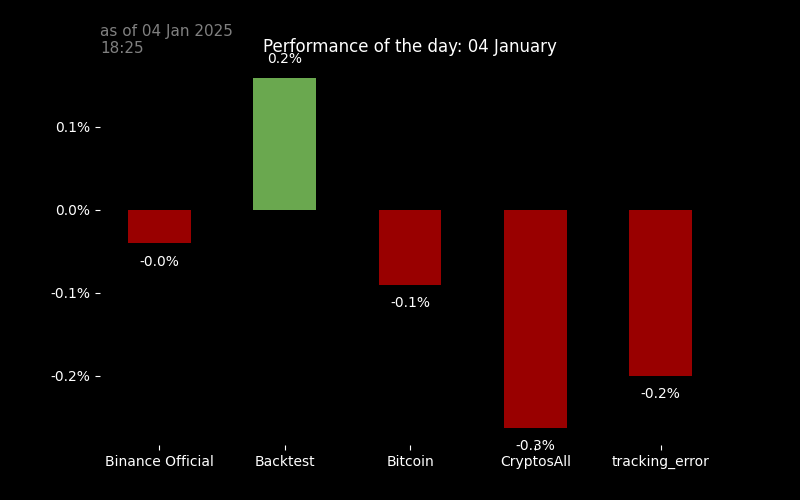 as of 04 Jan 2025
18:25
Performance of the day: 04 January
0.2%
0.1%
0.0%
-0.0%
-0.1%
-0.1%
-0.2%
-0.2%
-0.3%
Binance Official
Backtest
Bitcoin
CryptosAll
tracking_error